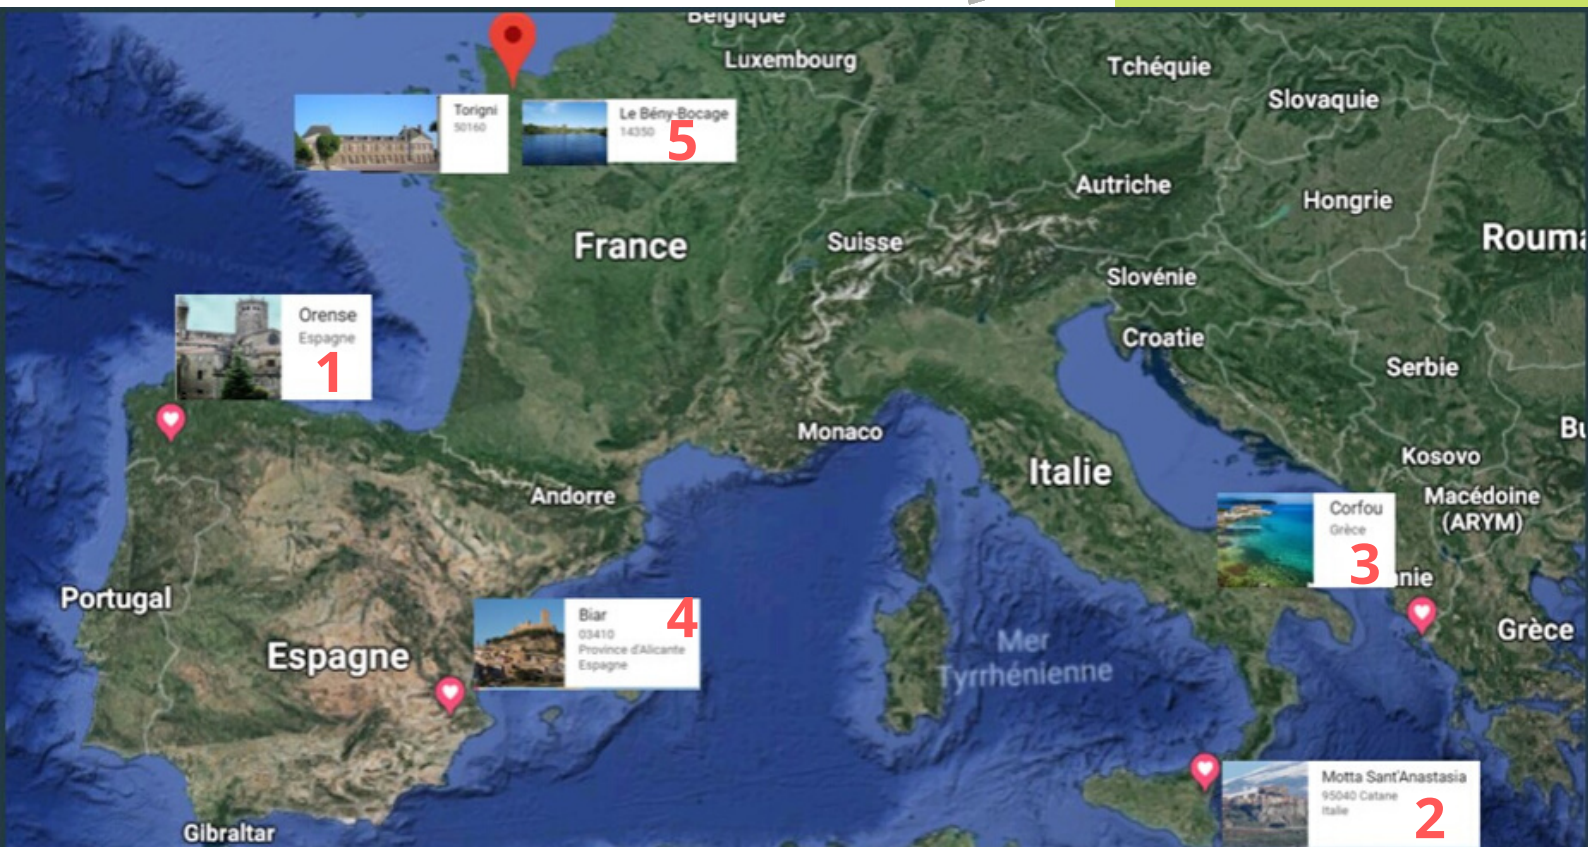 Belgique
Luxembourg
Tchéquie
Slovaquie
Torigni
50160
Le Bény-Bocage
14350
5
Autriche
Hongrie
France
Suisse
Roum
Slovénie
Orense
Espagne
1
Croatie
Serbie
Monaco
Bu
Kosovo
Andorre
Italie
Macédoine
(ARYM)
Corfou
Grèce
3
nie
Portugal
Biar
03410
Province d'Alicante
Espagne
4
Grèce
Mer
Tyrrhénienne
Espagne
Motta Sant'Anastasia
95040 Catane
Italie
2
Gibraltar